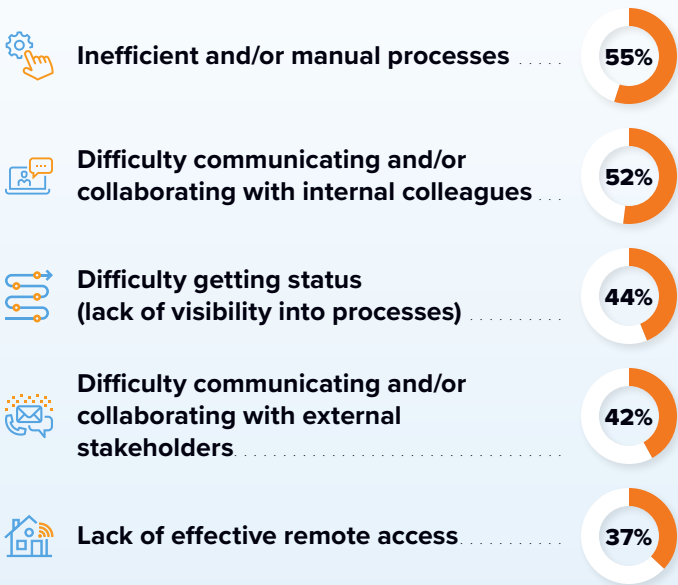 Inefficient and/or manual processes ..... 55%
Difficulty communicating and/or
collaborating with internal colleagues ... 52%
Difficulty getting status
(lack of visibility into processes) .......... 44%
Difficulty communicating and/or
collaborating with external
stakeholders.................................. 42%
Lack of effective remote access........... 37%